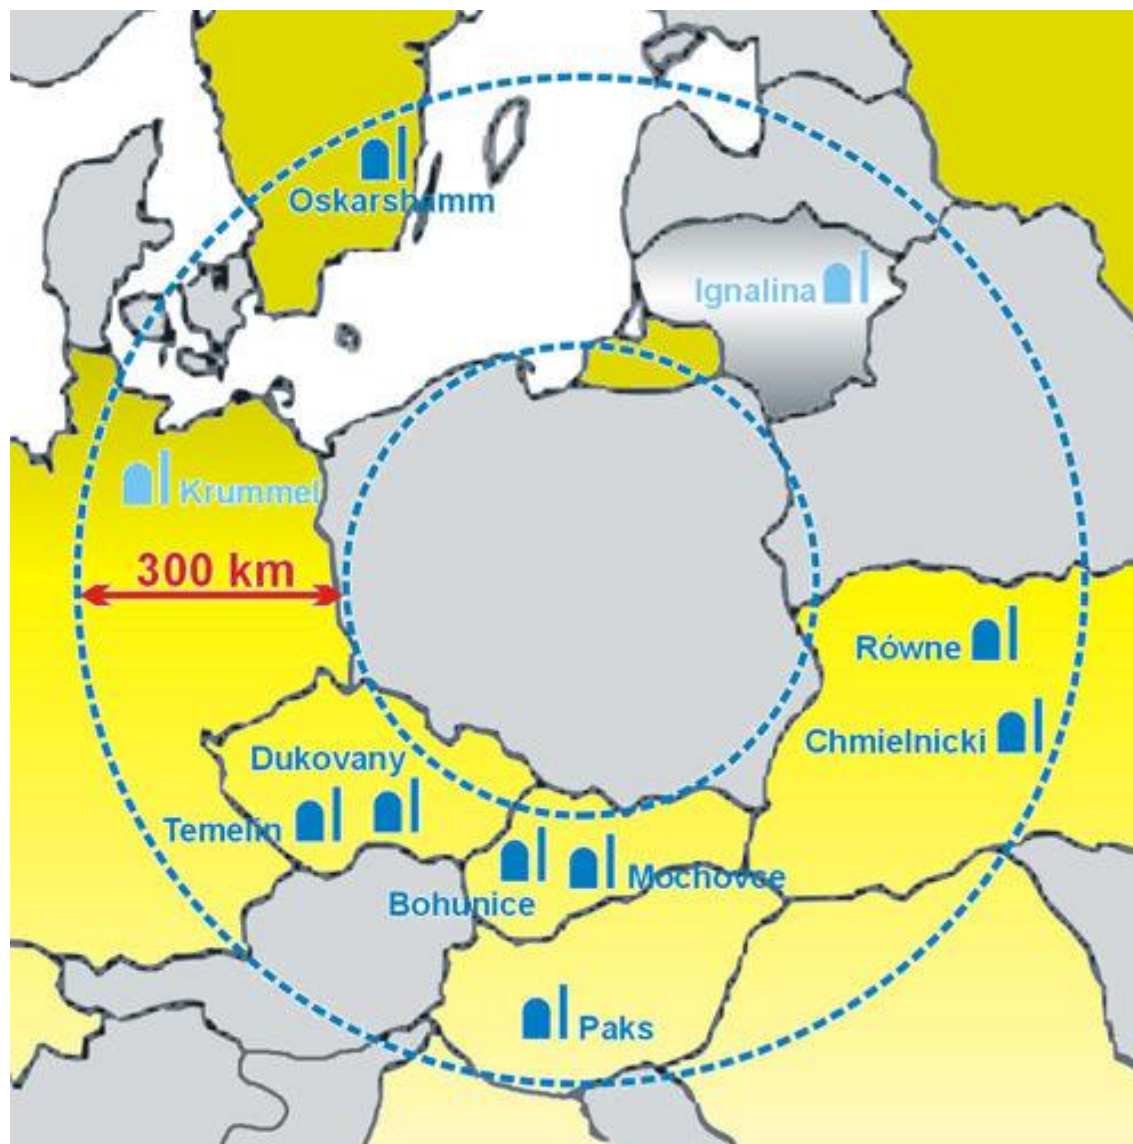 Oskarshamm
Ignalina
Krummel
300 km
Równe
Chmielnicki
Dukovany
Temelin
Mochovce
Bohunice
Paks